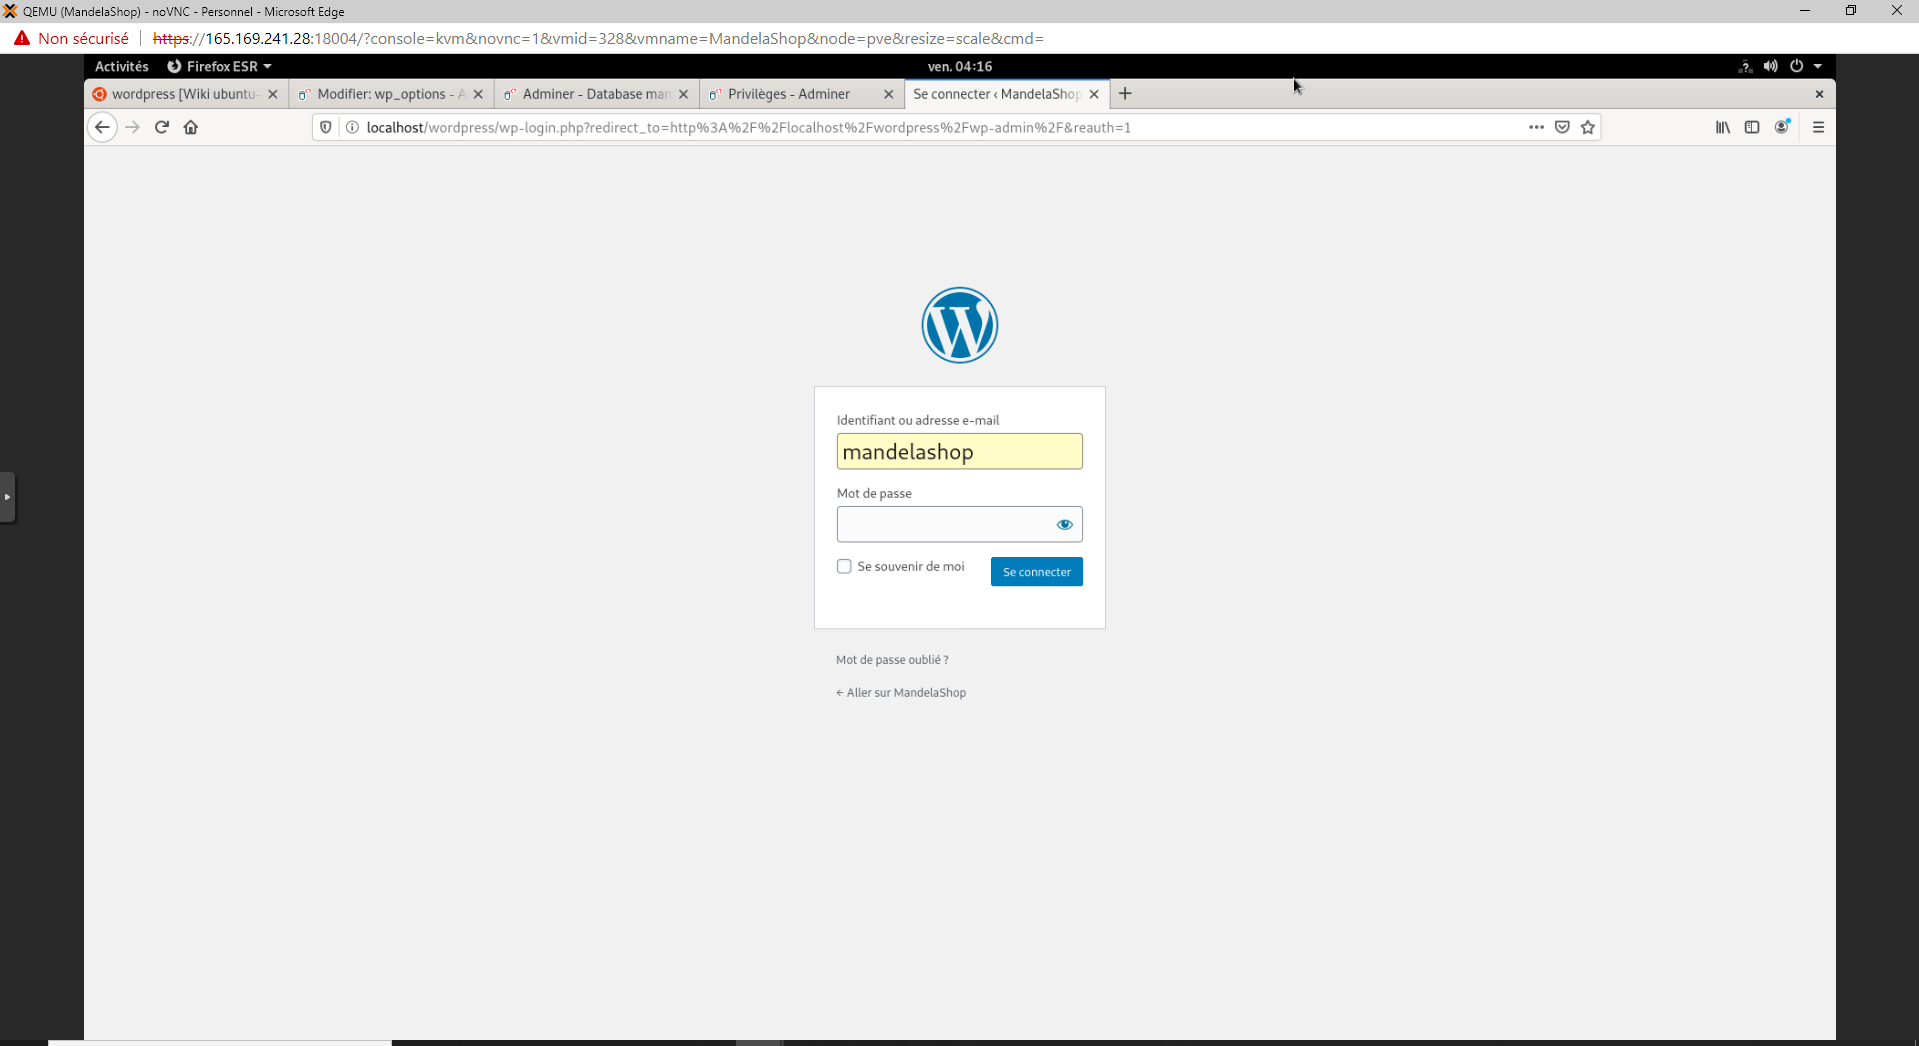 QEMU (MandelaShop) - noVNC - Personnel - Microsoft Edge
Non sécurisé
https://165.169.241.28:18004/?console=kvm&novnc=1&vmid=328&vmname=MandelaShop&node=pve&resize=scale&cmd=
Activités Firefox ESR ven. 04:16
wordpress [Wiki ubuntu- Modifier: wp_options - A Adminer - Database man Privilèges - Adminer Se connecter ‹ MandelaShop
localhost/wordpress/wp-login.php?redirect_to=http%3A%2F%2Flocalhost%2Fwordpress%2Fwp-admin%2F&reauth=1
Identifiant ou adresse e-mail
mandelashop
Mot de passe
Se souvenir de moi
Se connecter
Mot de passe oublié ?
← Aller sur MandelaShop